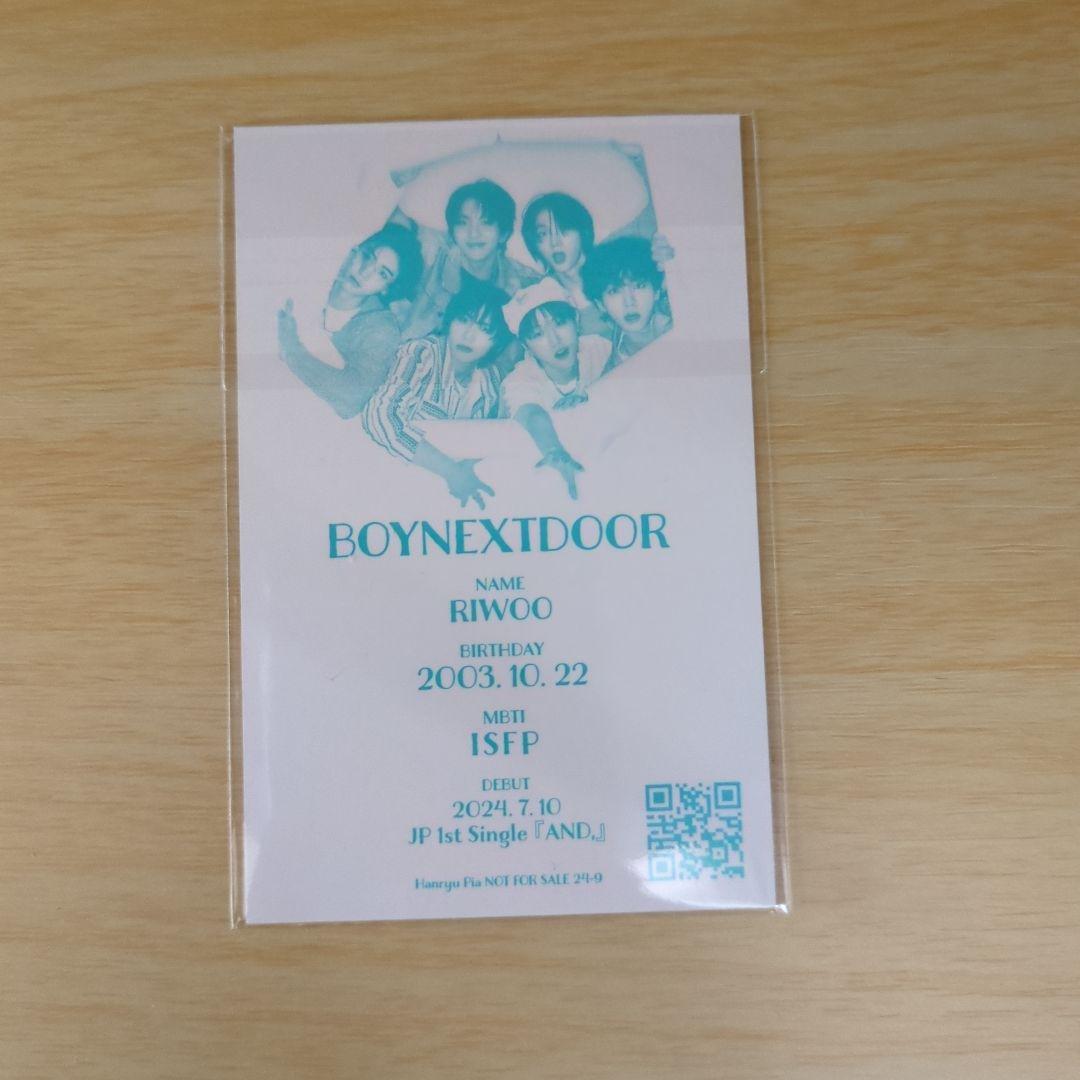 BOYNEXTDOOR
NAME
RIWOO
BIRTHDAY
2003. 10. 22
MBTI
ISFP
DEBUT
2024. 7. 10
JP 1st Single『AND,』
Hanryu Pia NOT FOR SALE 24-9